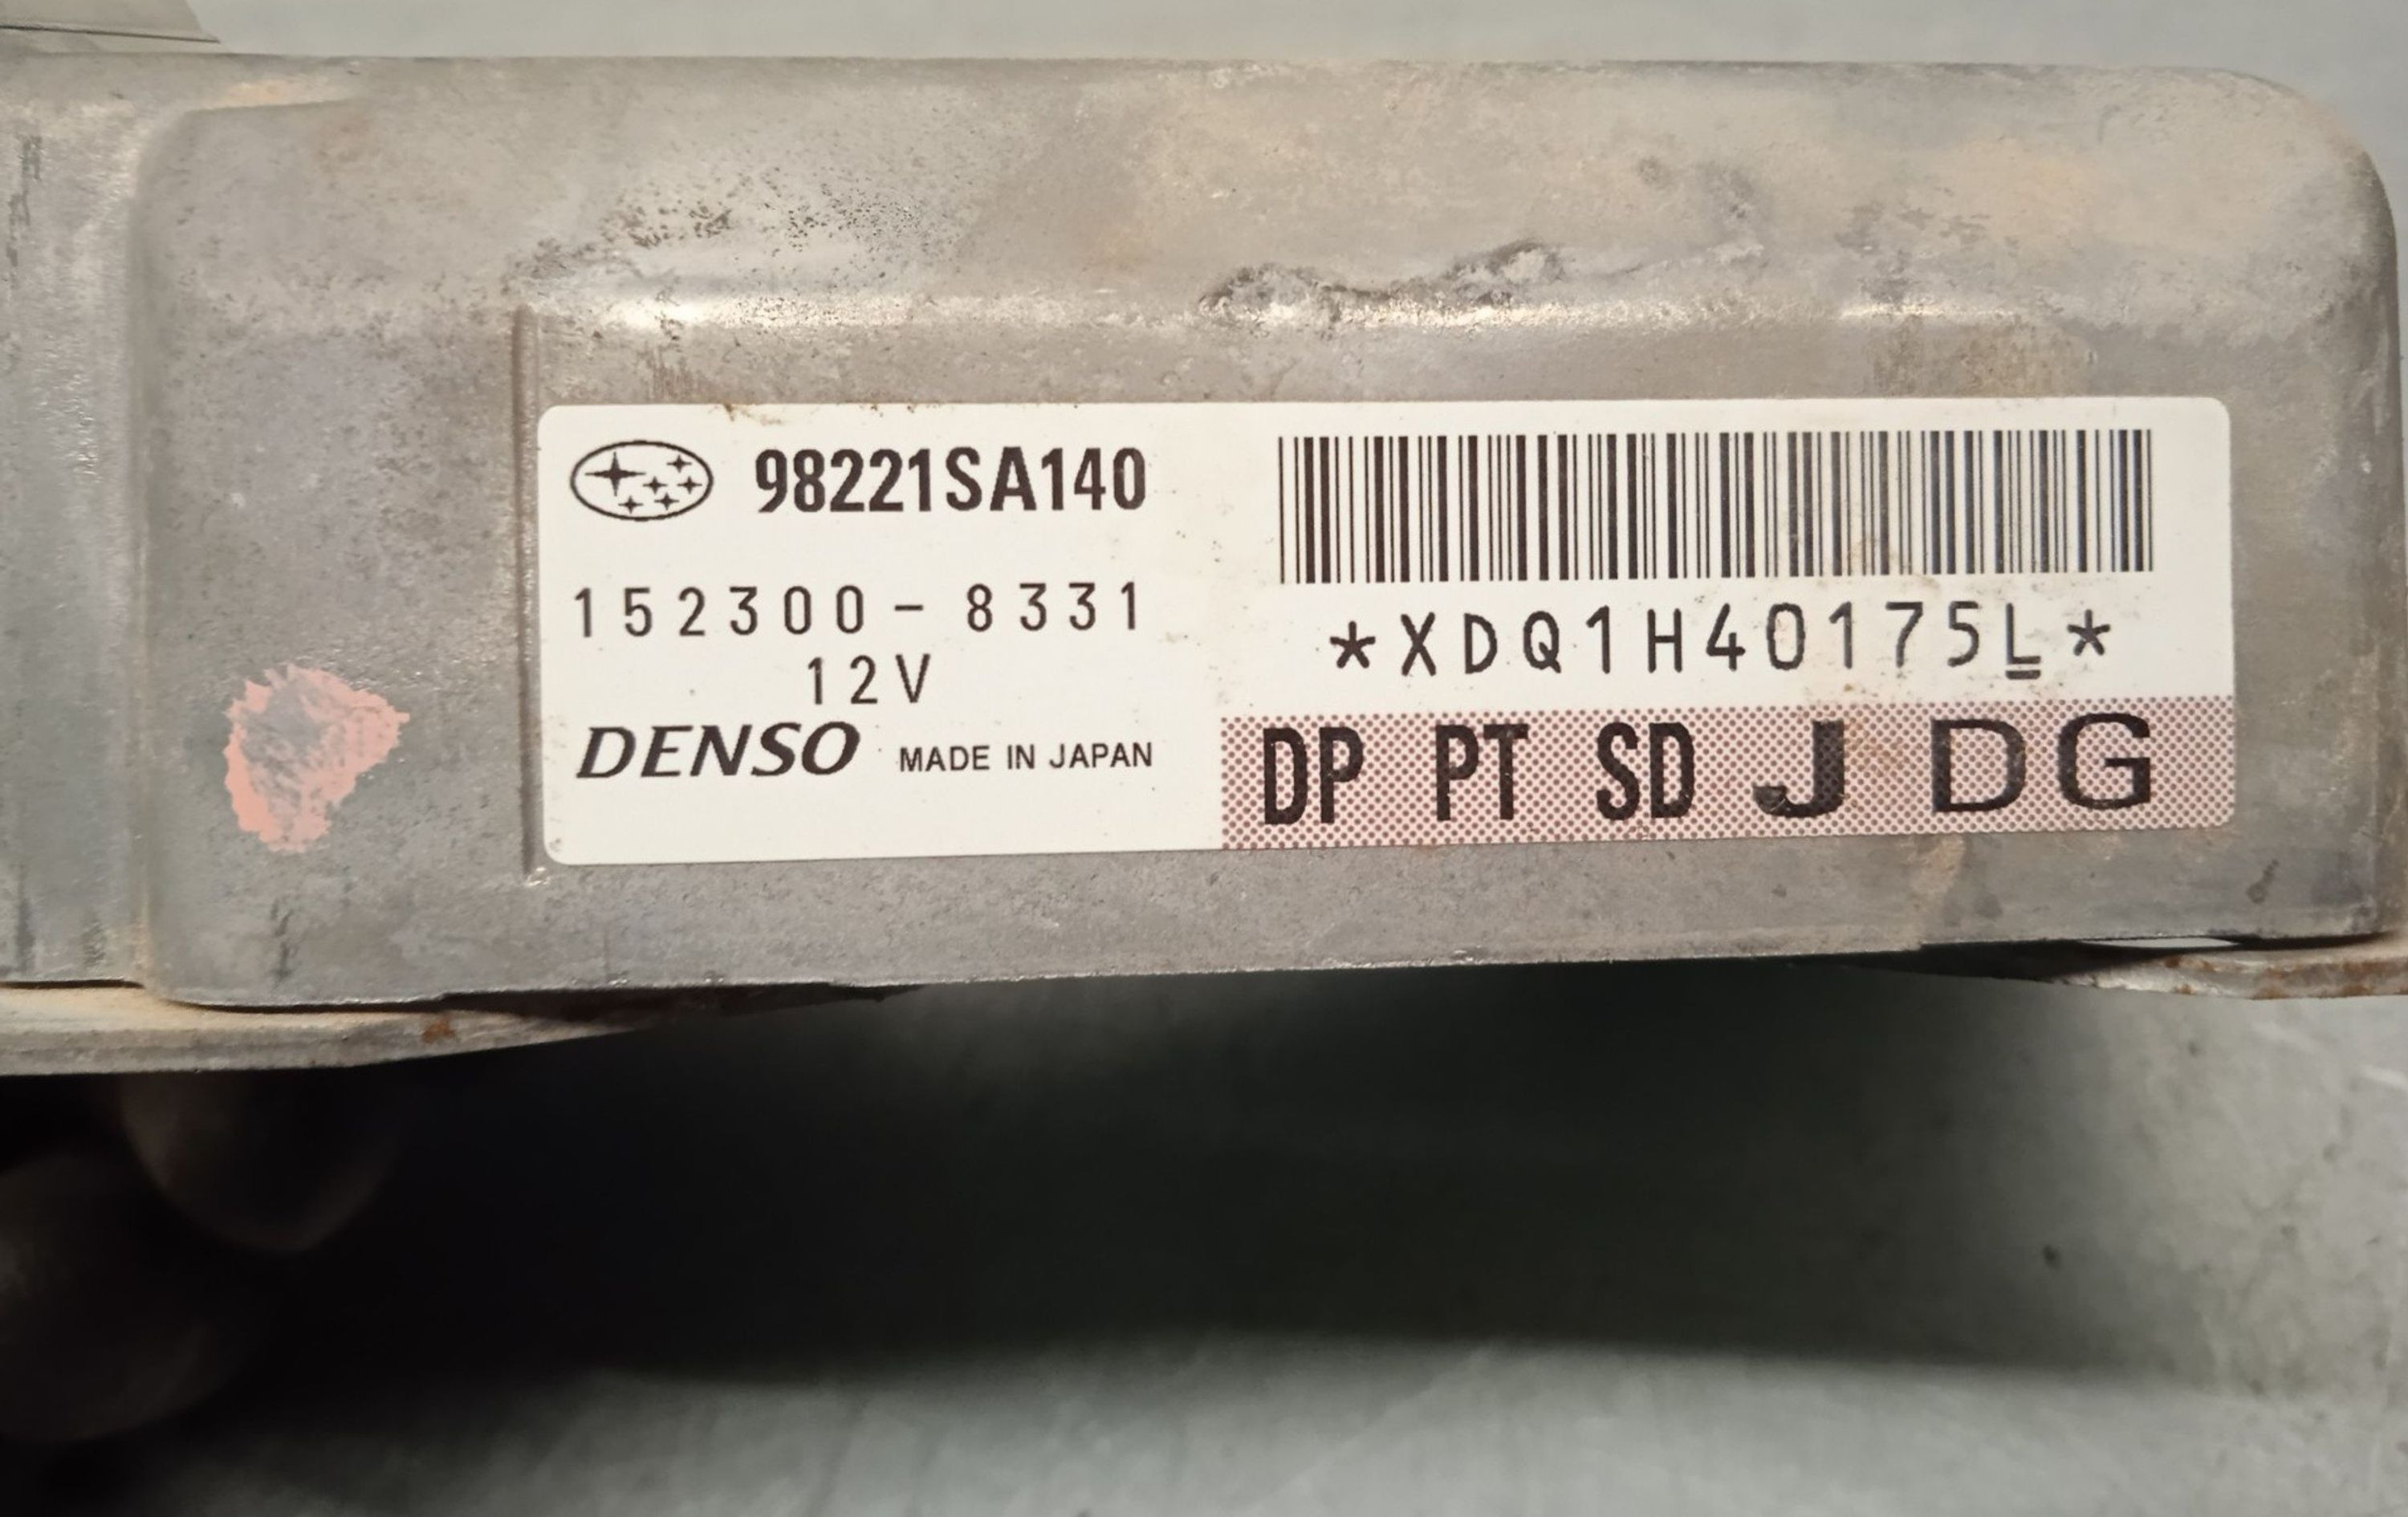 98221SA140
152300-8331
12V
DENSO MADE IN JAPAN
*XDQ1H40175L*
DP PT SD J DG